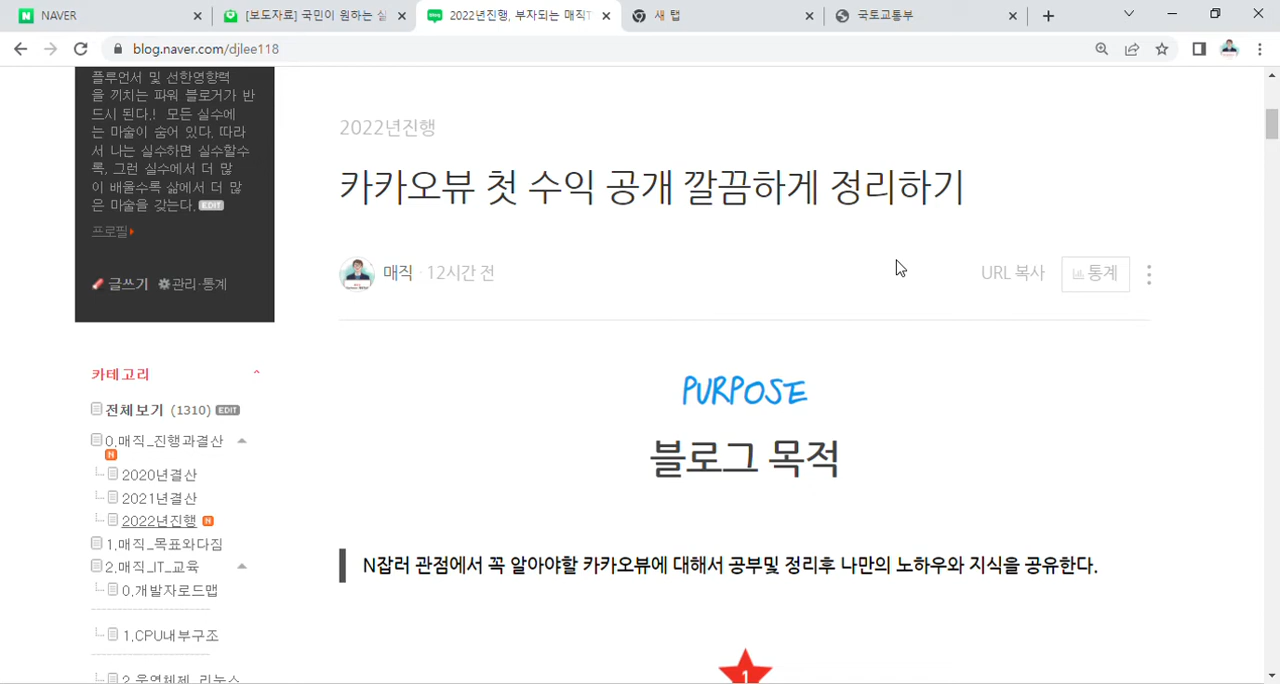 NAVER
[보도자료] 국민이 원하는 실
2022년진행, 부자되는 매직T
새 탭
국토교통부
blog.naver.com/djlee118
플루언서 및 선한영향력
을 끼치는 파워 블로거가 반
드시 된다.! 모든 실수에
는 마술이 숨어 있다. 따라
서 나는 실수하면 실수할수
록, 그런 실수에서 더 많
이 배울수록 삶에서 더 많
은 마술을 갖는다. EDIT
프로필
글쓰기 관리·통계
카테고리
전체보기 (1310) EDIT
0.매직_진행과결산
N
2020년결산
2021년결산
2022년진행 N
1.매직_목표와다짐
2.매직_IT_교육
0.개발자로드맵
1.CPU내부구조
2.운영체제_리눅스
2022년진행
카카오뷰 첫 수익 공개 깔끔하게 정리하기
매직 · 12시간 전
URL 복사 통계
PURPOSE
블로그 목적
N잡러 관점에서 꼭 알아야할 카카오뷰에 대해서 공부및 정리후 나만의 노하우와 지식을 공유한다.
1